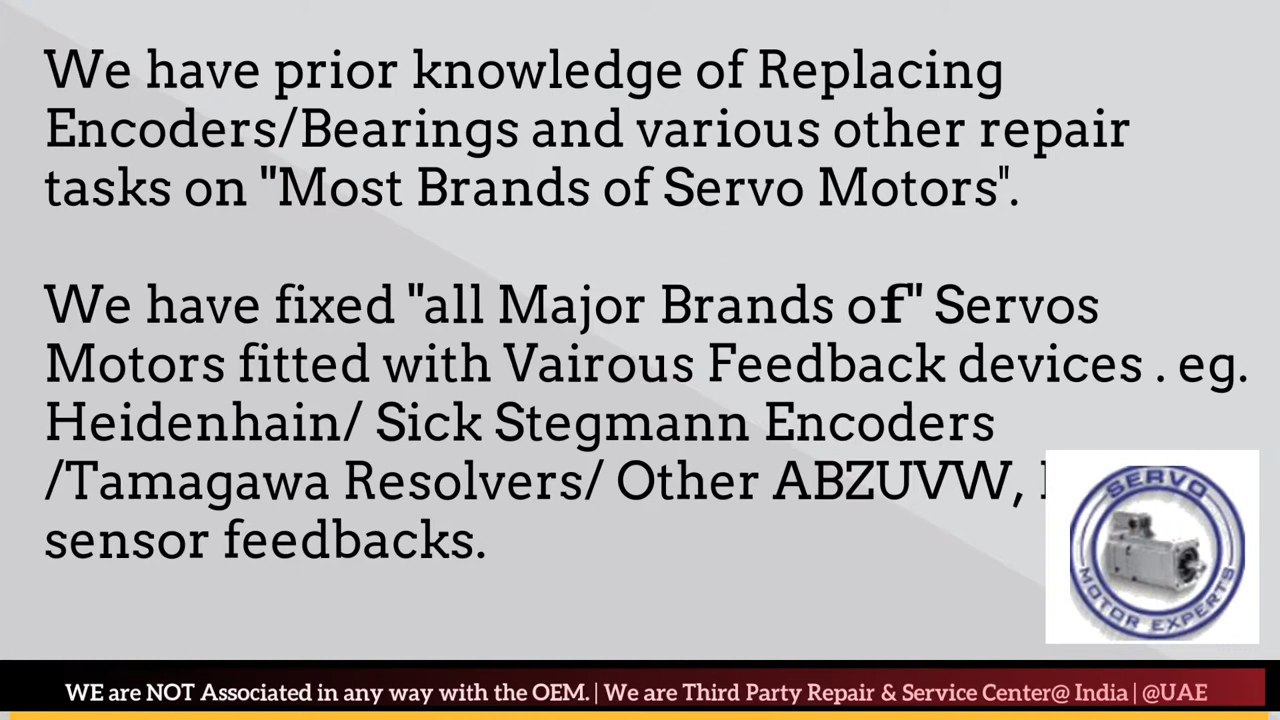 We have prior knowledge of Replacing
Encoders/Bearings and various other repair
tasks on "Most Brands of Servo Motors".
We have fixed "all Major Brands of" Servos
Motors fitted with Vairous Feedback devices . eg.
Heidenhain/ Sick Stegmann Encoders
/Tamagawa Resolvers/ Other ABZUVW,
sensor feedbacks.
SERVO
MOTOR EXPERTS
WE are NOT Associated in any way with the OEM. | We are Third Party Repair & Service Center@ India | @UAE